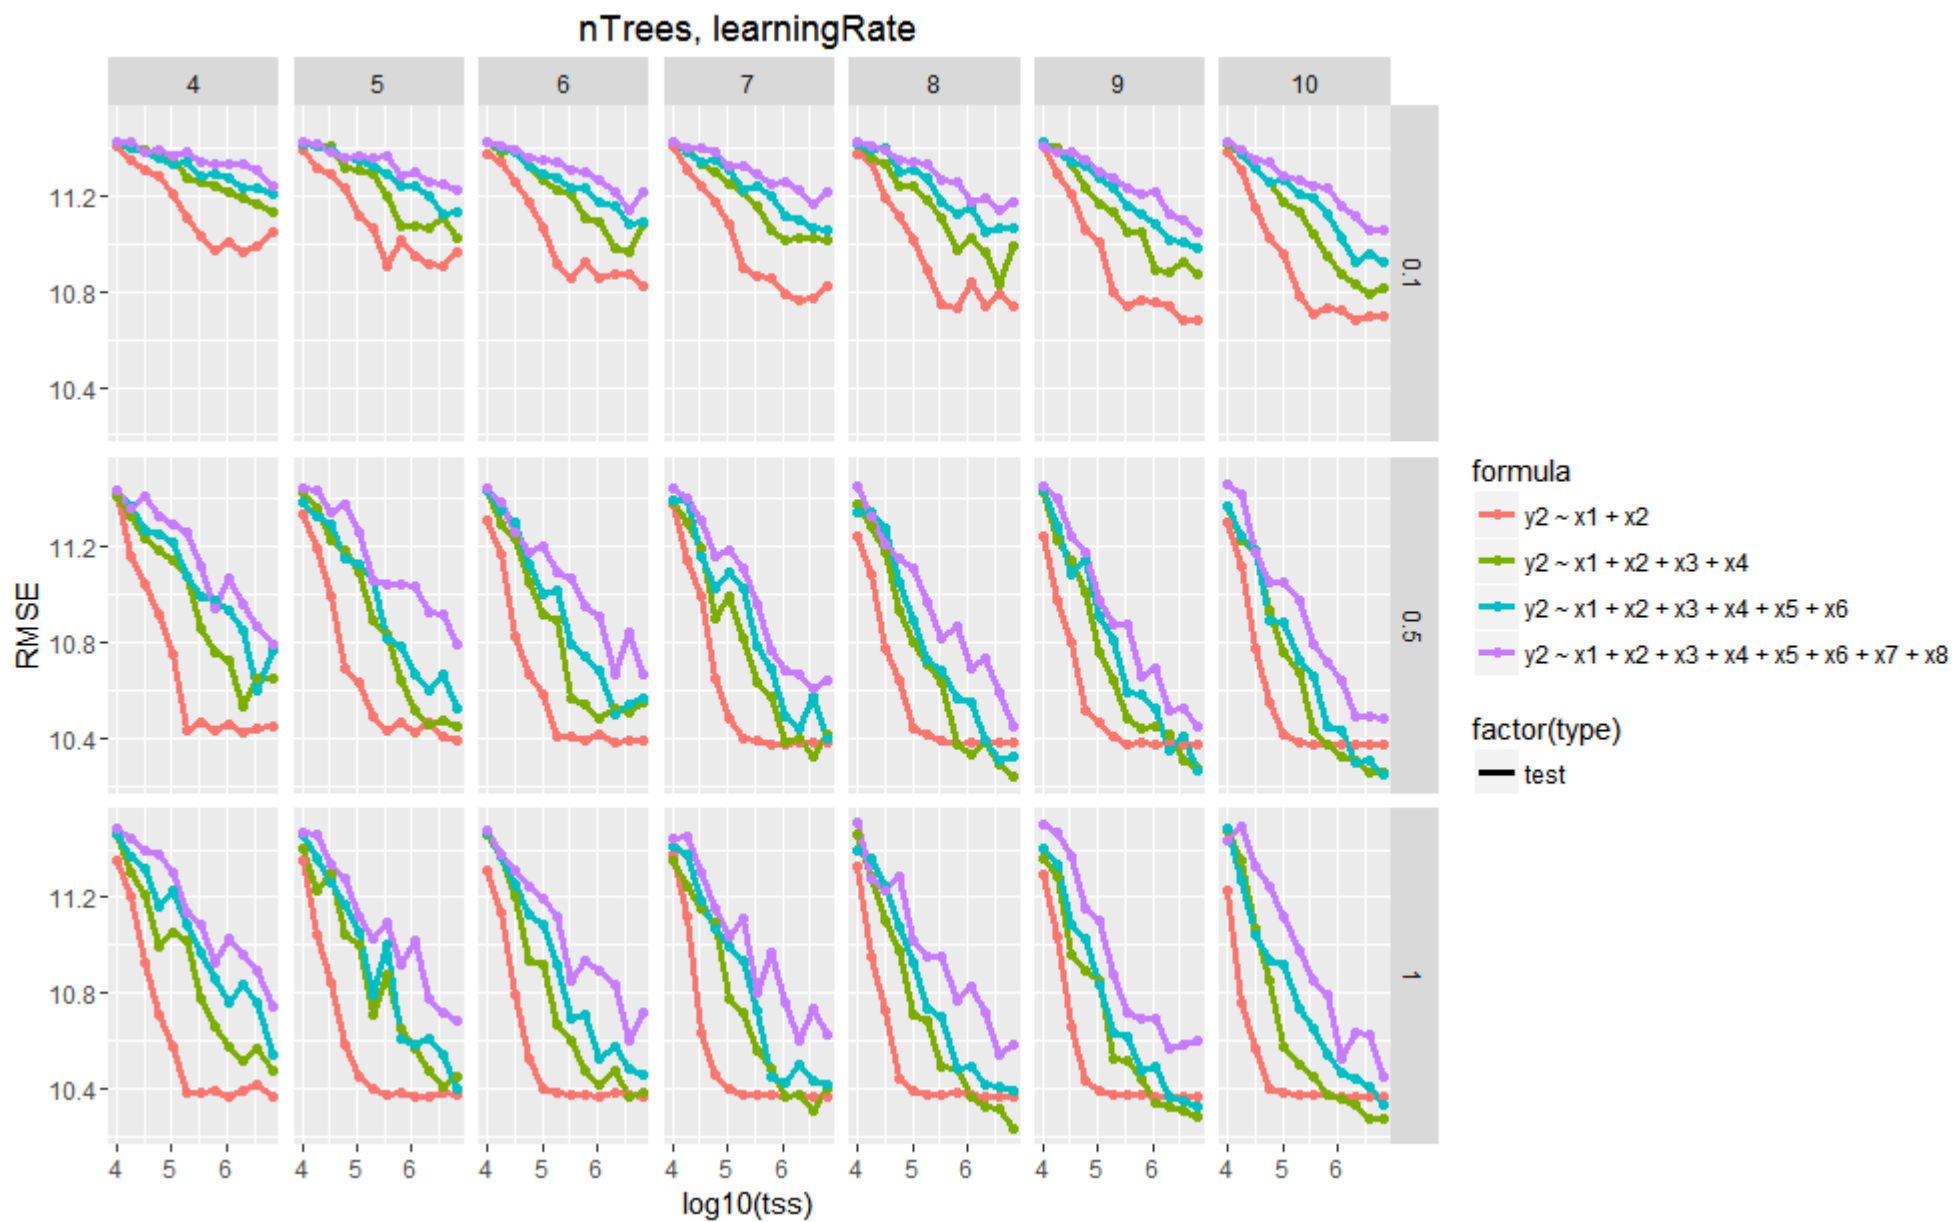 nTrees, learningRate
4 5 6 7 8 9 10
11.2
10.8
10.4
0.1
11.2
10.8
10.4
0.5
11.2
10.8
10.4
1
RMSE
4 5 6 4 5 6 4 5 6 4 5 6 4 5 6 4 5 6 4 5 6
log10(tss)
formula
y2 ~ x1 + x2
y2 ~ x1 + x2 + x3 + x4
y2 ~ x1 + x2 + x3 + x4 + x5 + x6
y2 ~ x1 + x2 + x3 + x4 + x5 + x6 + x7 + x8
factor(type)
test